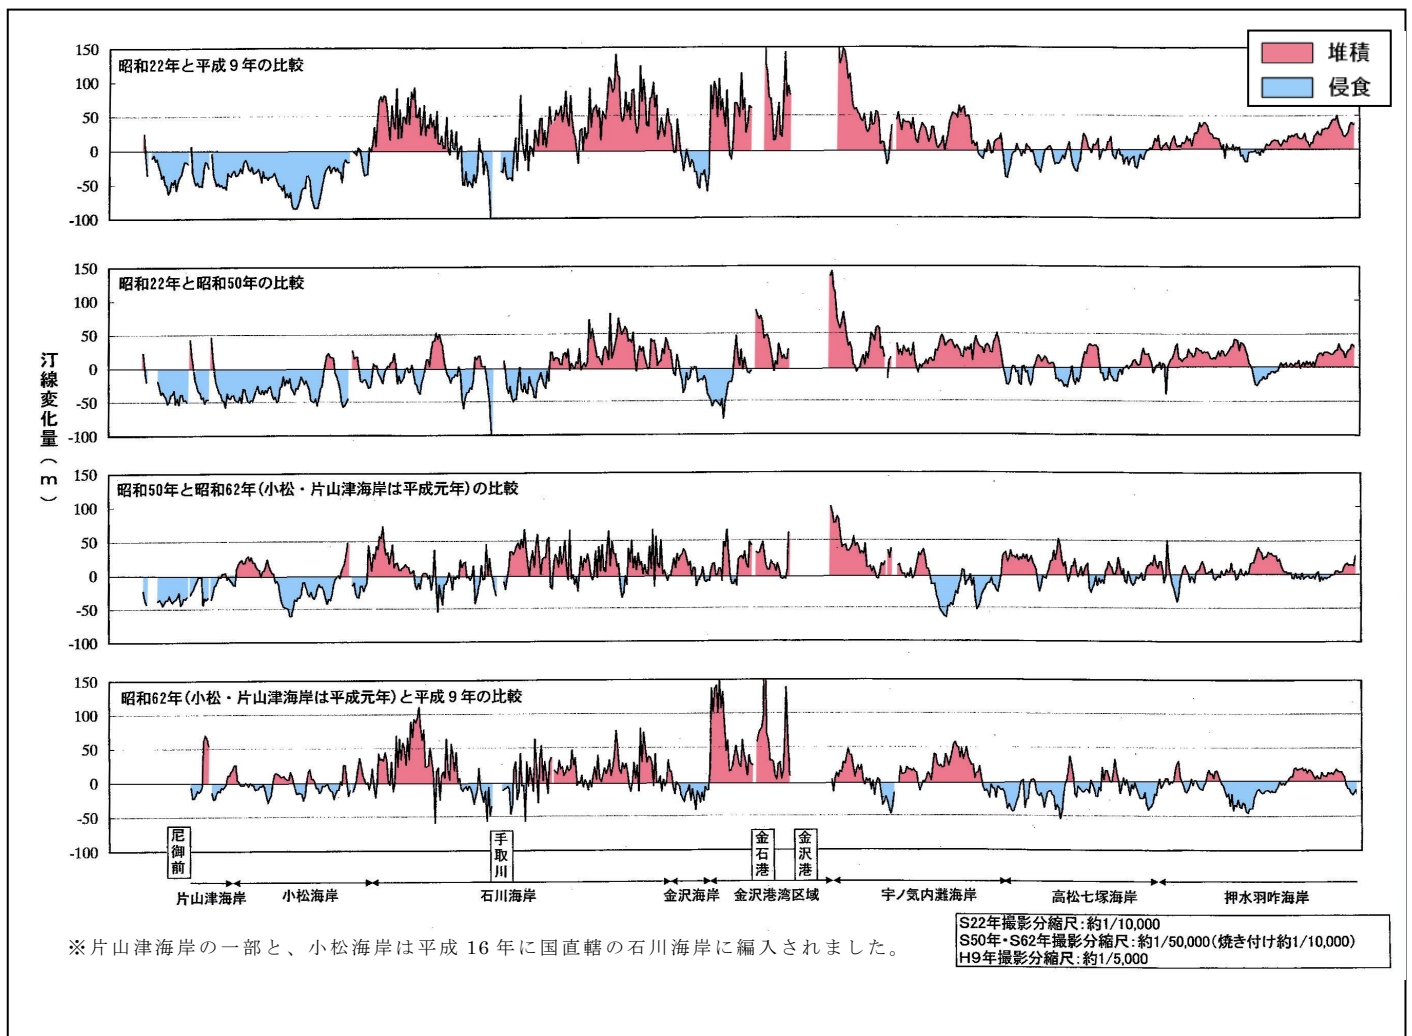 堆積
侵食
昭和22年と平成９年の比較
150
100
50
0
-50
-100
昭和22年と昭和50年の比較
150
100
50
0
-50
-100
汀線変化量(m)
昭和50年と昭和62年(小松・片山津海岸は平成元年)の比較
150
100
50
0
-50
-100
昭和62年(小松・片山津海岸は平成元年)と平成９年の比較
150
100
50
0
-50
-100
尼御前
手取川
金石港
金沢港
片山津海岸
小松海岸
石川海岸
金沢海岸
金沢港湾区域
宇ノ気内灘海岸
高松七塚海岸
押水羽咋海岸
※片山津海岸の一部と、小松海岸は平成 16 年に国直轄の石川海岸に編入されました。
S22年撮影分縮尺：約1/10,000
S50年・S62年撮影分縮尺：約1/50,000(焼き付け約1/10,000)
H9年撮影分縮尺：約1/5,000